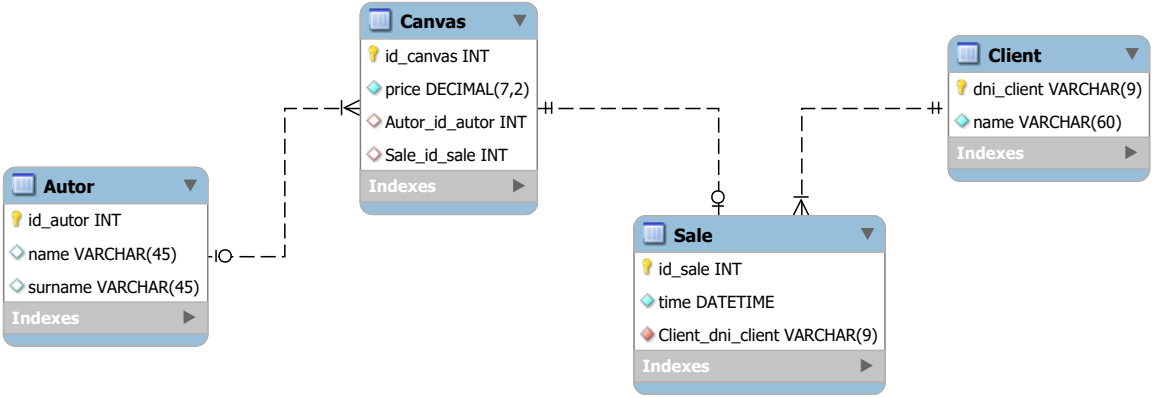 Canvas
id_canvas INT
price DECIMAL(7,2)
Autor_id_autor INT
Sale_id_sale INT
Indexes
Client
dni_client VARCHAR(9)
name VARCHAR(60)
Indexes
Autor
id_autor INT
name VARCHAR(45)
surname VARCHAR(45)
Indexes
Sale
id_sale INT
time DATETIME
Client_dni_client VARCHAR(9)
Indexes